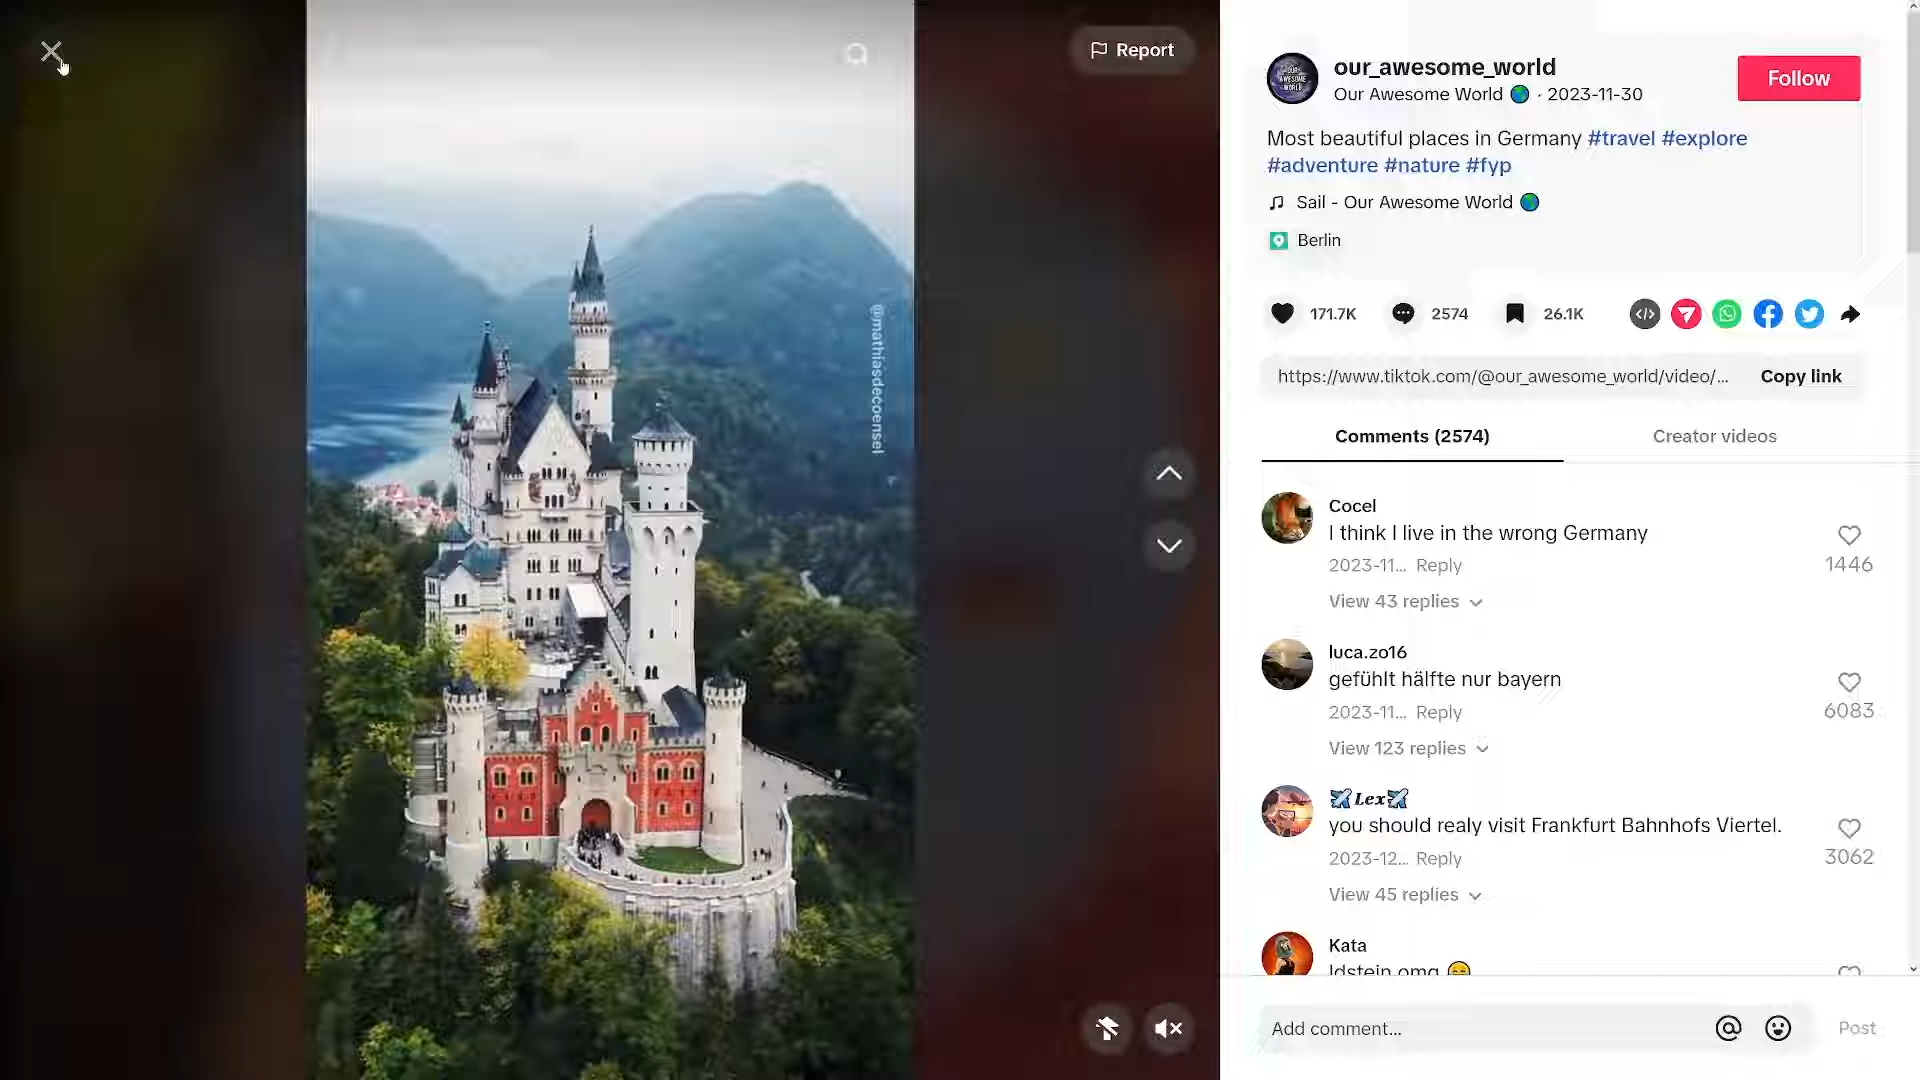 Report
@mathiasdecoensel
our_awesome_world
Our Awesome World 🌏 · 2023-11-30
Follow
Most beautiful places in Germany #travel #explore
#adventure #nature #fyp
Sail - Our Awesome World 🌏
Berlin
171.7K
2574
26.1K
https://www.tiktok.com/@our_awesome_world/video/...
Copy link
Comments (2574)
Creator videos
Cocel
I think I live in the wrong Germany
2023-11... Reply
1446
View 43 replies
luca.zo16
gefühlt hälfte nur bayern
2023-11... Reply
6083
View 123 replies
✈️Lex✈️
you should realy visit Frankfurt Bahnhofs Viertel.
2023-12... Reply
3062
View 45 replies
Kata
Idstein omg 😄
Add comment...
Post